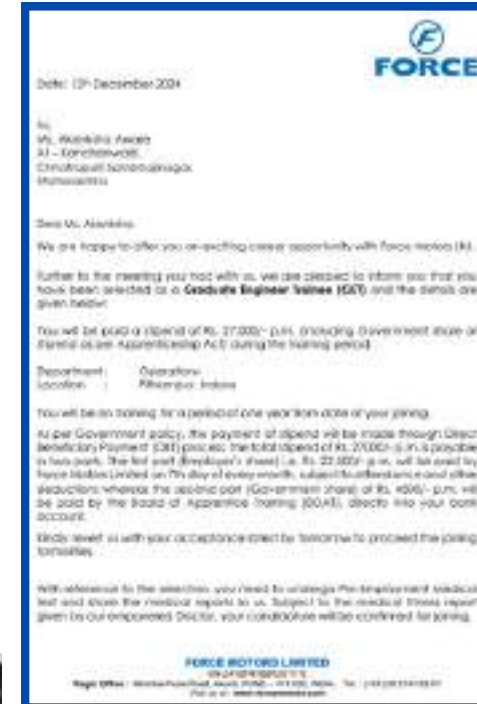 FORCE
Date: December 2024
To,
Ms.
Maharashtra
Dear Ms.
We are happy to offer you an exciting career opportunity with Force Motors Ltd.
Further to the meeting you had with us, we are pleased to inform you that you
have been selected as a Graduate Engineer Trainee (GET) and the details are
given below:
You will be paid a stipend of Rs. 27,000/- p.m. (including Government share of
stipend as per Apprenticeship Act) during the training period.
Department : Operations
Location : Pithampur, Indore
You will be on training for a period of one year from date of your joining.
As per Government policy, the payment of stipend will be made through Direct
Beneficiary Payment process; the total stipend of Rs. 27000/- p.m. is payable
in two part. The first part (Employer's share) i.e. Rs. 22,500/- p.m. will be paid by
Force Motors Limited on 7th day of every month, subject to attendance and other
deductions whereas the second part (Government share) of Rs. 4500/- p.m. will
be paid by the Board of Apprentice Training (BOAT), directly into your bank
account.
Kindly revert us with your acceptance by tomorrow to proceed the joining
formalities.
With reference to the selection, you need to undergo Pre-Employment Medical
test and share the medical reports to us. Subject to the medical fitness report
given by our empaneled Doctor, your candidature will be confirmed for joining.
FORCE MOTORS LIMITED
Regd. Office : INDIA.